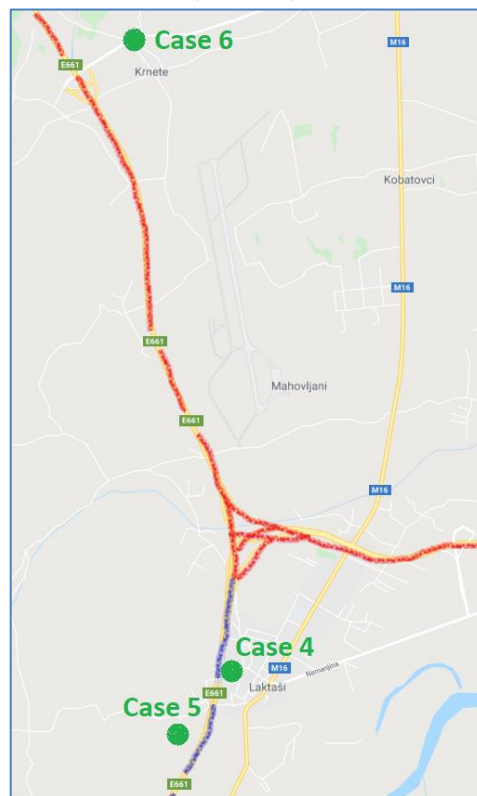 Case 6
E661
Krnete
M16
Kobatovci
M16
E661
Mahovljani
E661
M16
Case 4
M16
Nemanjina
Laktaši
E661
Case 5
E661